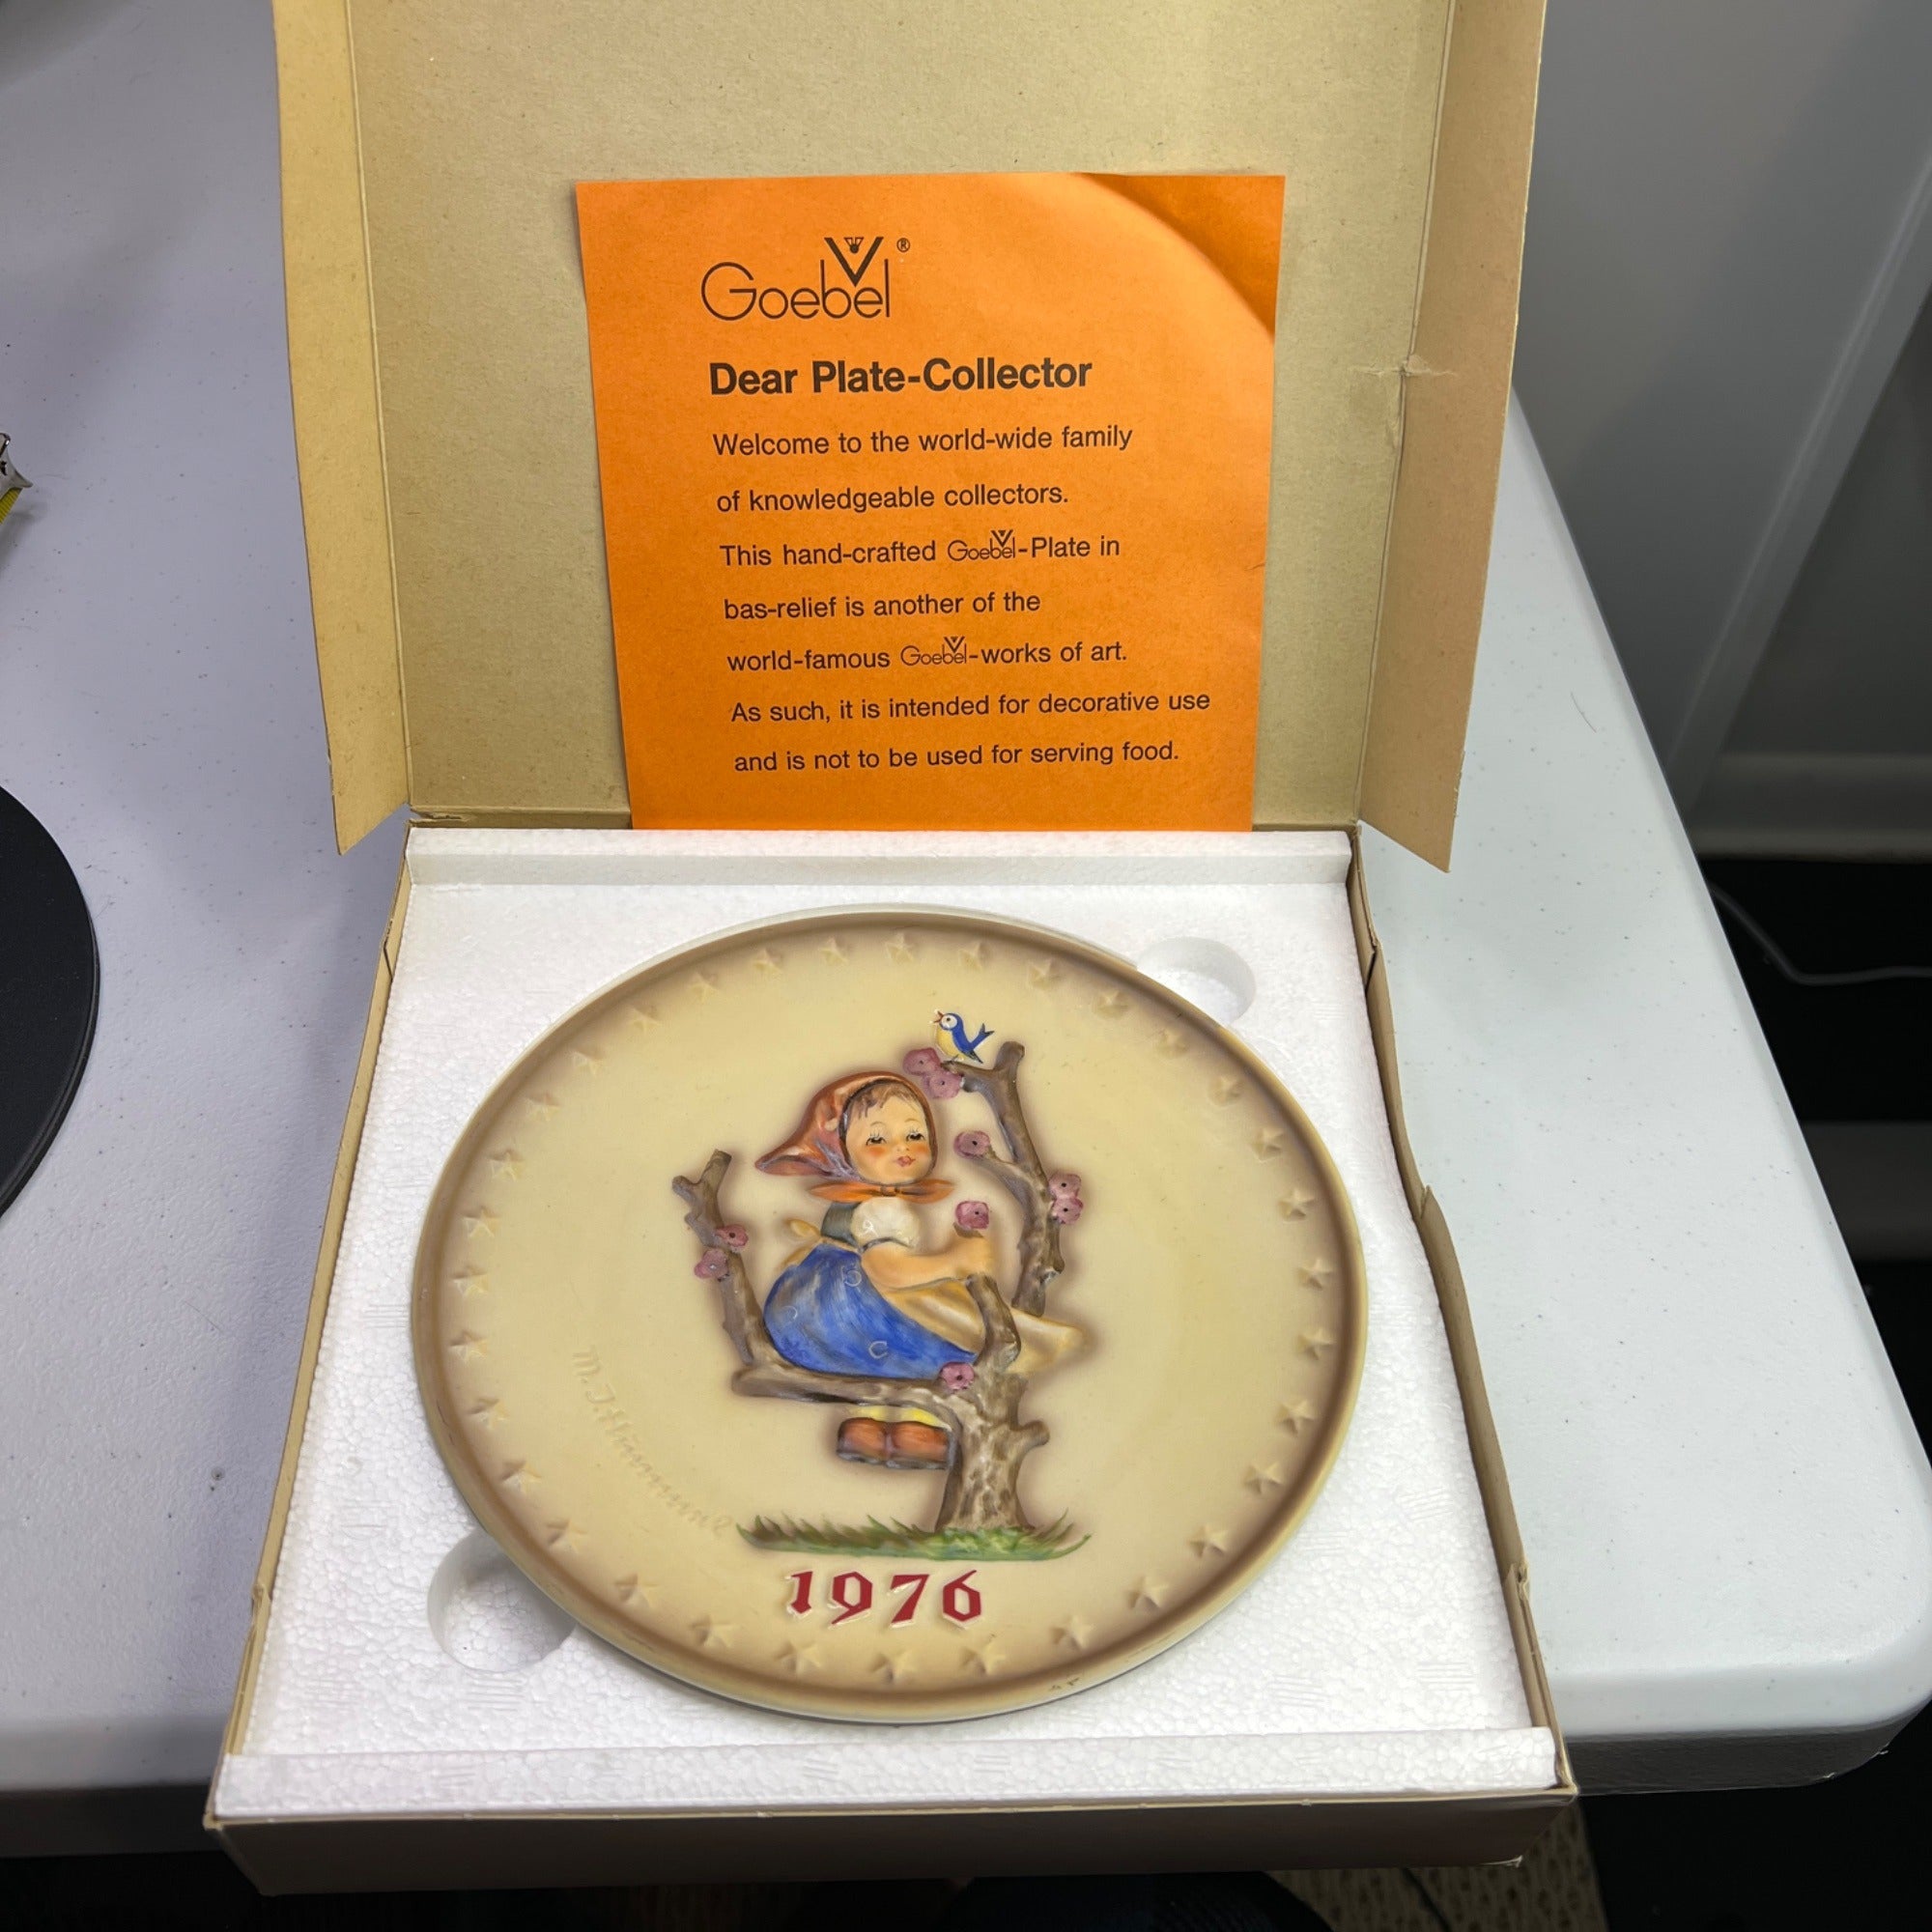 Goebel®
Dear Plate-Collector
Welcome to the world-wide family
of knowledgeable collectors.
This hand-crafted Goebel-Plate in
bas-relief is another of the
world-famous Goebel-works of art.
As such, it is intended for decorative use
and is not to be used for serving food.
M.J.Hümmel
1976